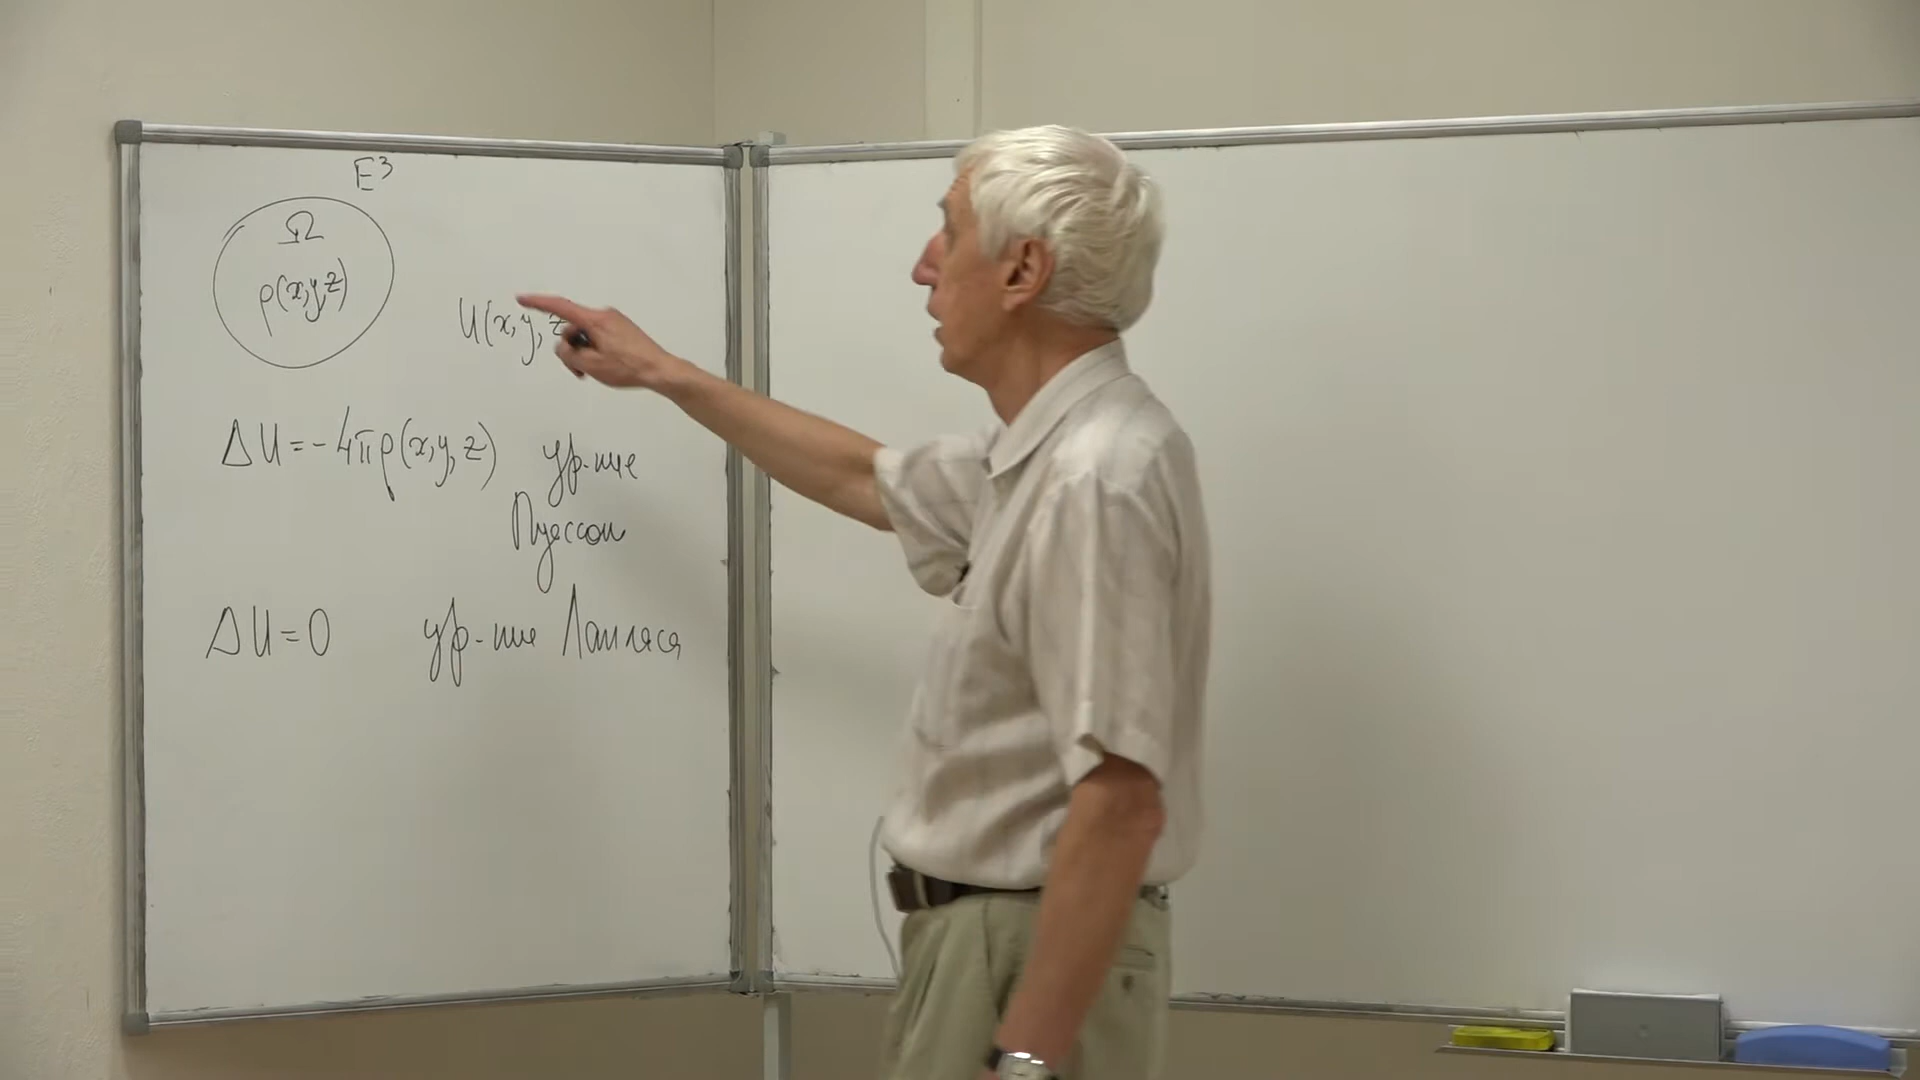 E³
Ω
ρ(x,y,z)
U(x,y,z
ΔU=-4πρ(x,y,z) ур-ние
Пуассон
ΔU=0 ур-ние Лапласа